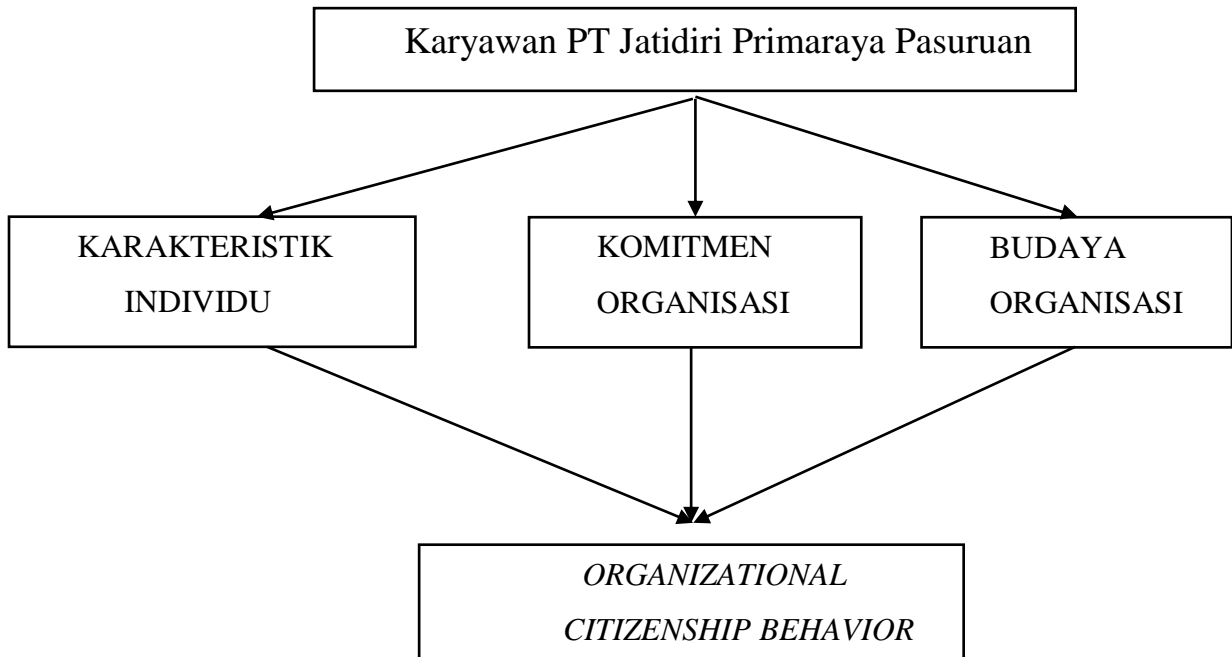 Karyawan PT Jatidiri Primaraya Pasuruan
KARAKTERISTIK
INDIVIDU
KOMITMEN
ORGANISASI
BUDAYA
ORGANISASI
ORGANIZATIONAL
CITIZENSHIP BEHAVIOR